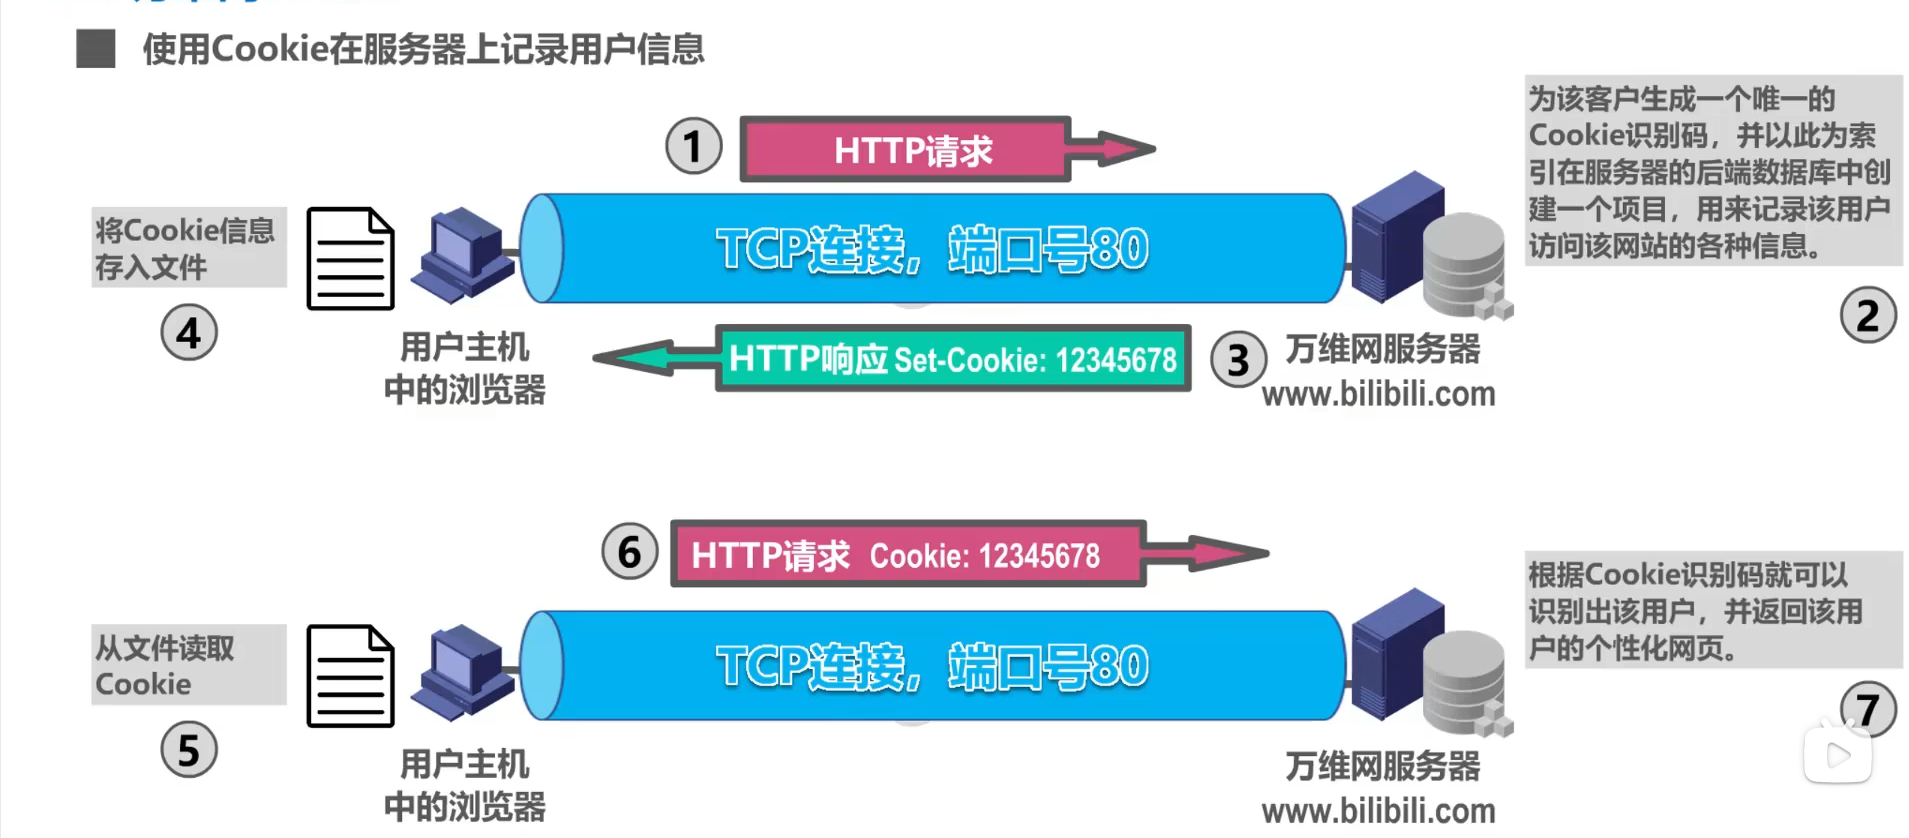 使用Cookie在服务器上记录用户信息
1
HTTP请求
为该客户生成一个唯一的
Cookie识别码，并以此为索
引在服务器的后端数据库中创
建一个项目，用来记录该用户
访问该网站的各种信息。
2
将Cookie信息
存入文件
4
TCP连接，端口号80
用户主机
中的浏览器
HTTP响应 Set-Cookie: 12345678
3
万维网服务器
www.bilibili.com
6
HTTP请求 Cookie: 12345678
从文件读取
Cookie
5
TCP连接，端口号80
根据Cookie识别码就可以
识别出该用户，并返回该用
户的个性化网页。
7
用户主机
中的浏览器
万维网服务器
www.bilibili.com